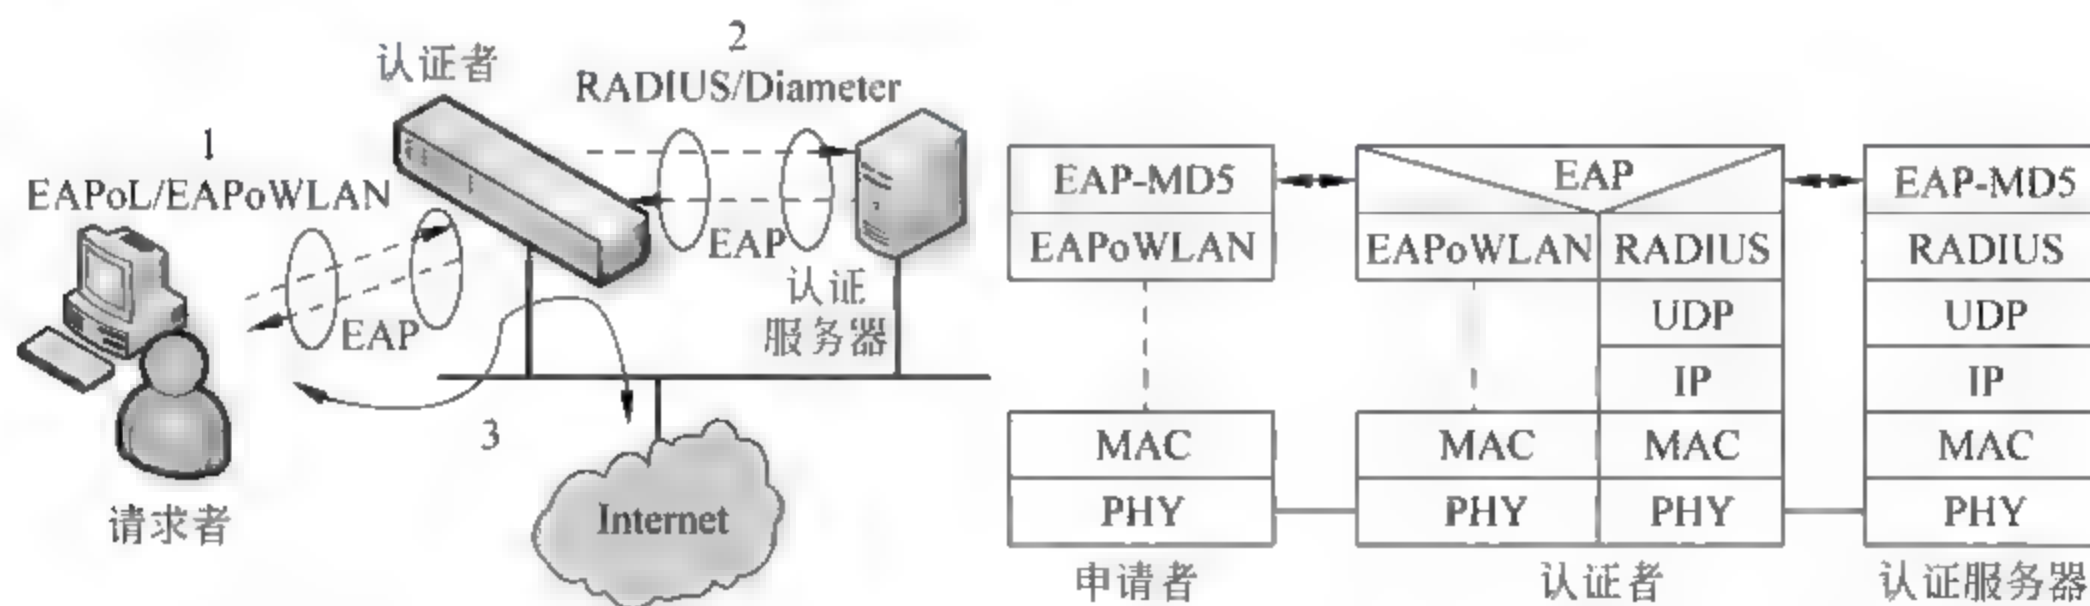 1
EAPoL/EAPoWLAN
认证者
2
RADIUS/Diameter
EAP
EAP
认证
服务器
3
Internet
请求者
EAP-MD5
EAPoWLAN
MAC
PHY
申请者
EAP
EAPoWLAN
RADIUS
UDP
IP
MAC
MAC
PHY
PHY
认证者
EAP-MD5
RADIUS
UDP
IP
MAC
PHY
认证服务器